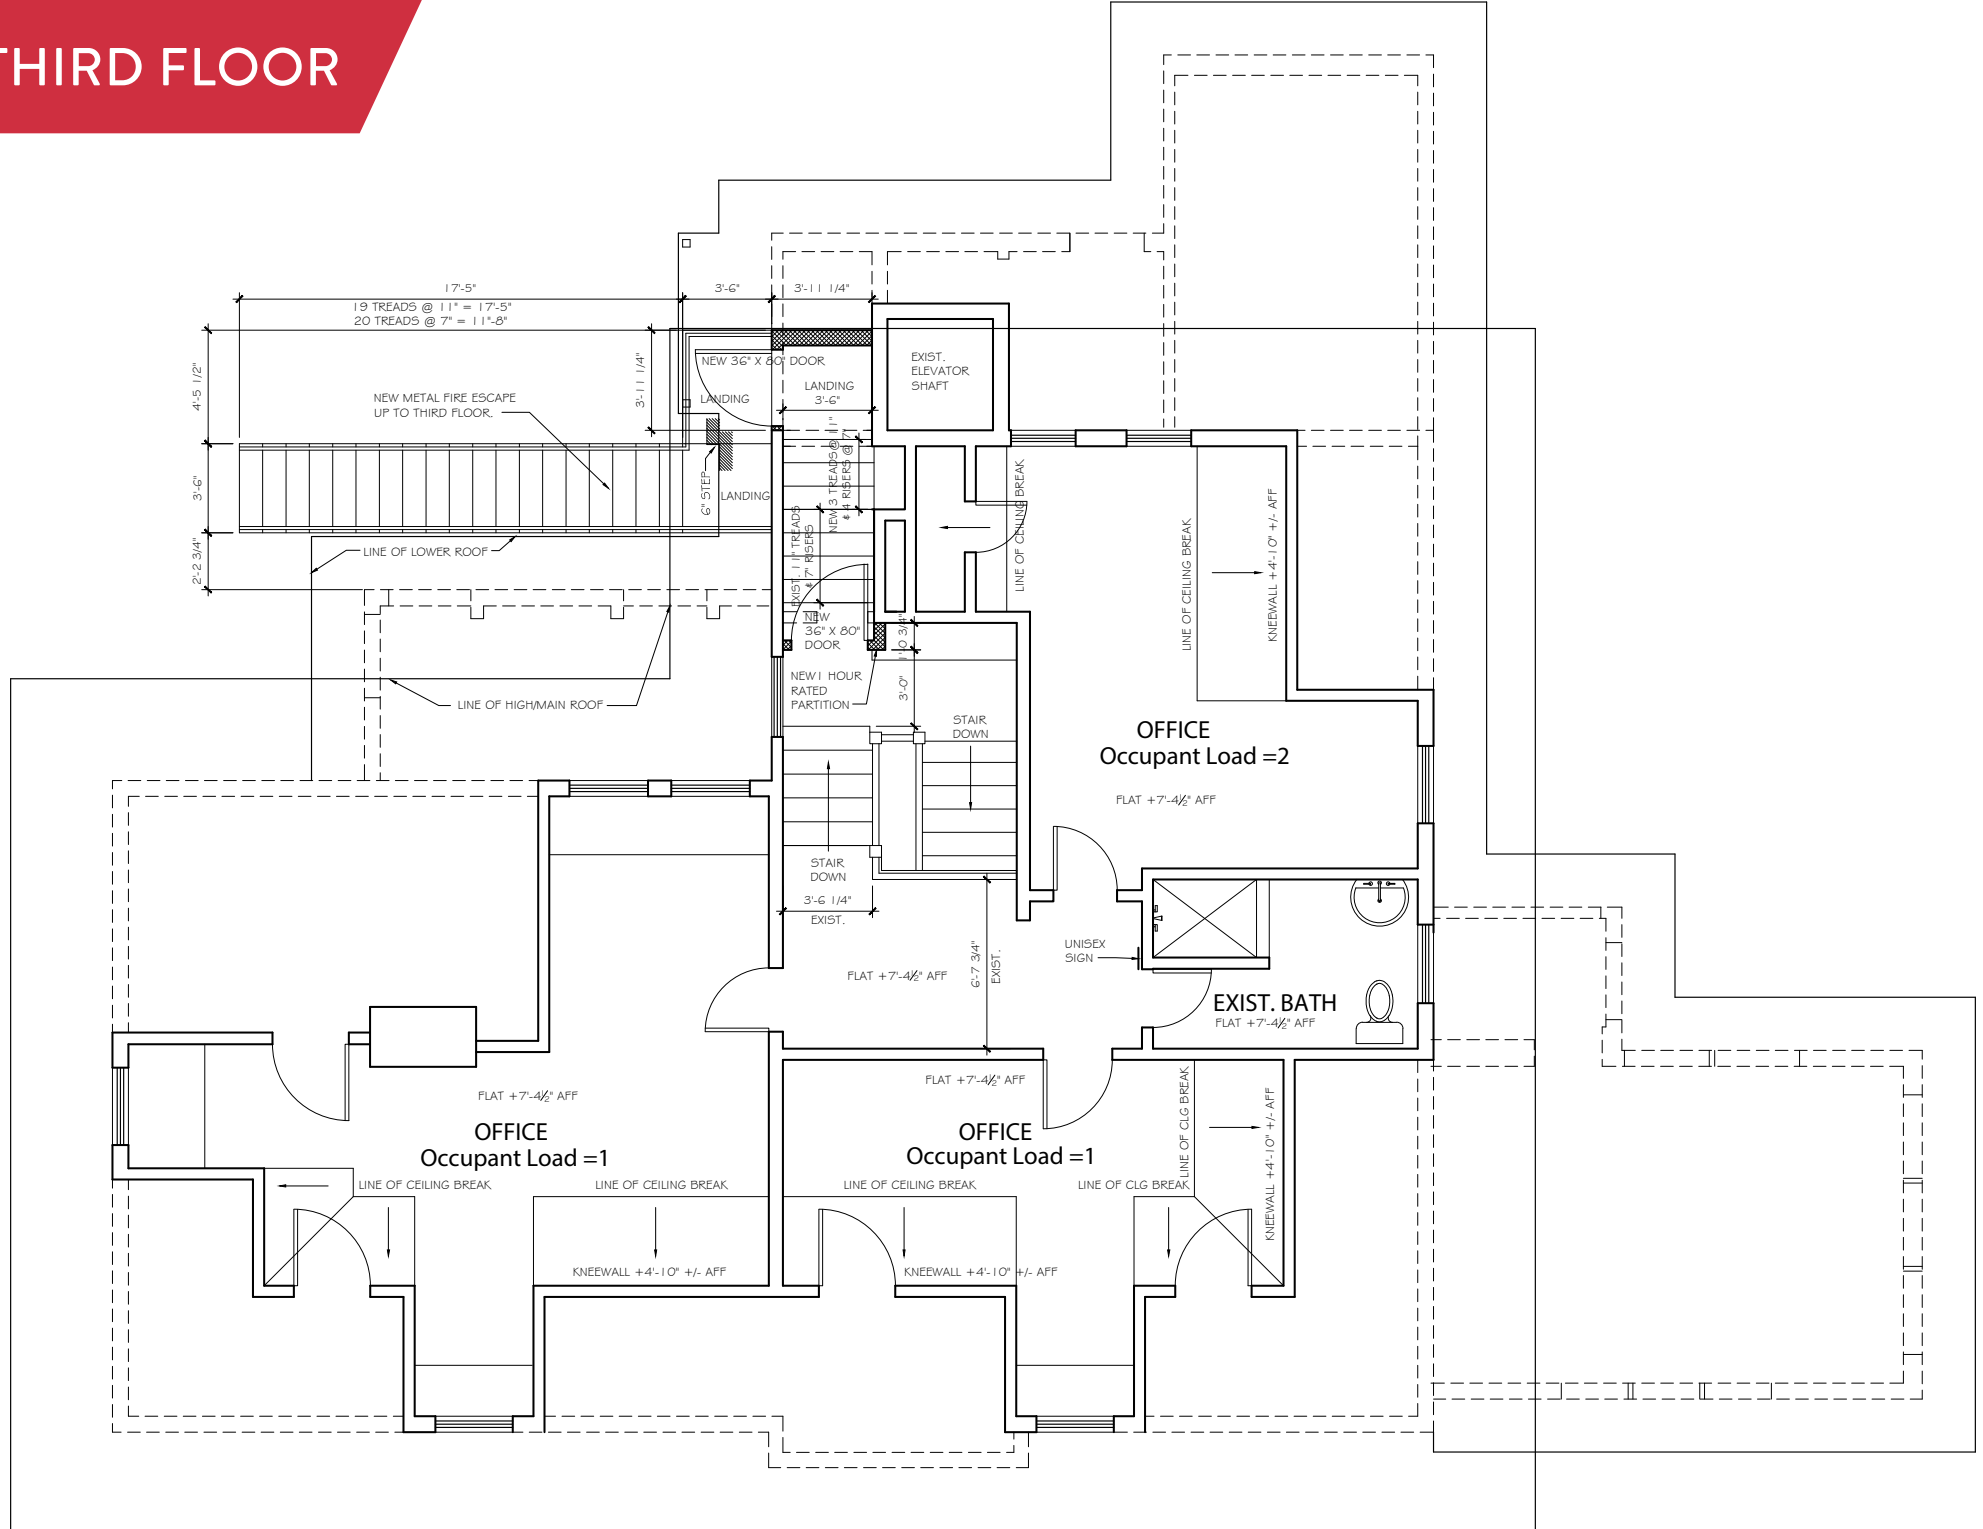 THIRD FLOOR
17'-5"
3'-6"
3'-11 1/4"
19 TREADS @ 11" = 17'-5"
20 TREADS @ 7" = 11"-8"
4'-5 1/2"
3'-6"
2'-2 3/4"
3'-11 1/4"
NEW 36" X 80" DOOR
LANDING
LANDING
3'-6"
EXIST.
ELEVATOR
SHAFT
NEW METAL FIRE ESCAPE
UP TO THIRD FLOOR.
6" STEP
LANDING
NEW 3 TREADS@ 11"
& 4 RISERS @ 7"
EXIST. 11" TREADS
& 7" RISERS
LINE OF LOWER ROOF
LINE OF CEILING BREAK
LINE OF CEILING BREAK
KNEEWALL +4'-10" +/- AFF
NEW
36" X 80"
DOOR
1'-0 3/4"
NEW 1 HOUR
RATED
PARTITION
3'-0"
LINE OF HIGH/MAIN ROOF
STAIR
DOWN
OFFICE
Occupant Load =2
FLAT +7'-4½" AFF
STAIR
DOWN
3'-6 1/4"
EXIST.
FLAT +7'-4½" AFF
6'-7 3/4"
EXIST.
UNISEX
SIGN
EXIST. BATH
FLAT +7'-4½" AFF
FLAT +7'-4½" AFF
OFFICE
Occupant Load =1
LINE OF CEILING BREAK
LINE OF CEILING BREAK
KNEEWALL +4'-10" +/- AFF
FLAT +7'-4½" AFF
OFFICE
Occupant Load =1
LINE OF CEILING BREAK
LINE OF CLG BREAK
LINE OF CLG BREAK
KNEEWALL +4'-10" +/- AFF
KNEEWALL +4'-10" +/- AFF